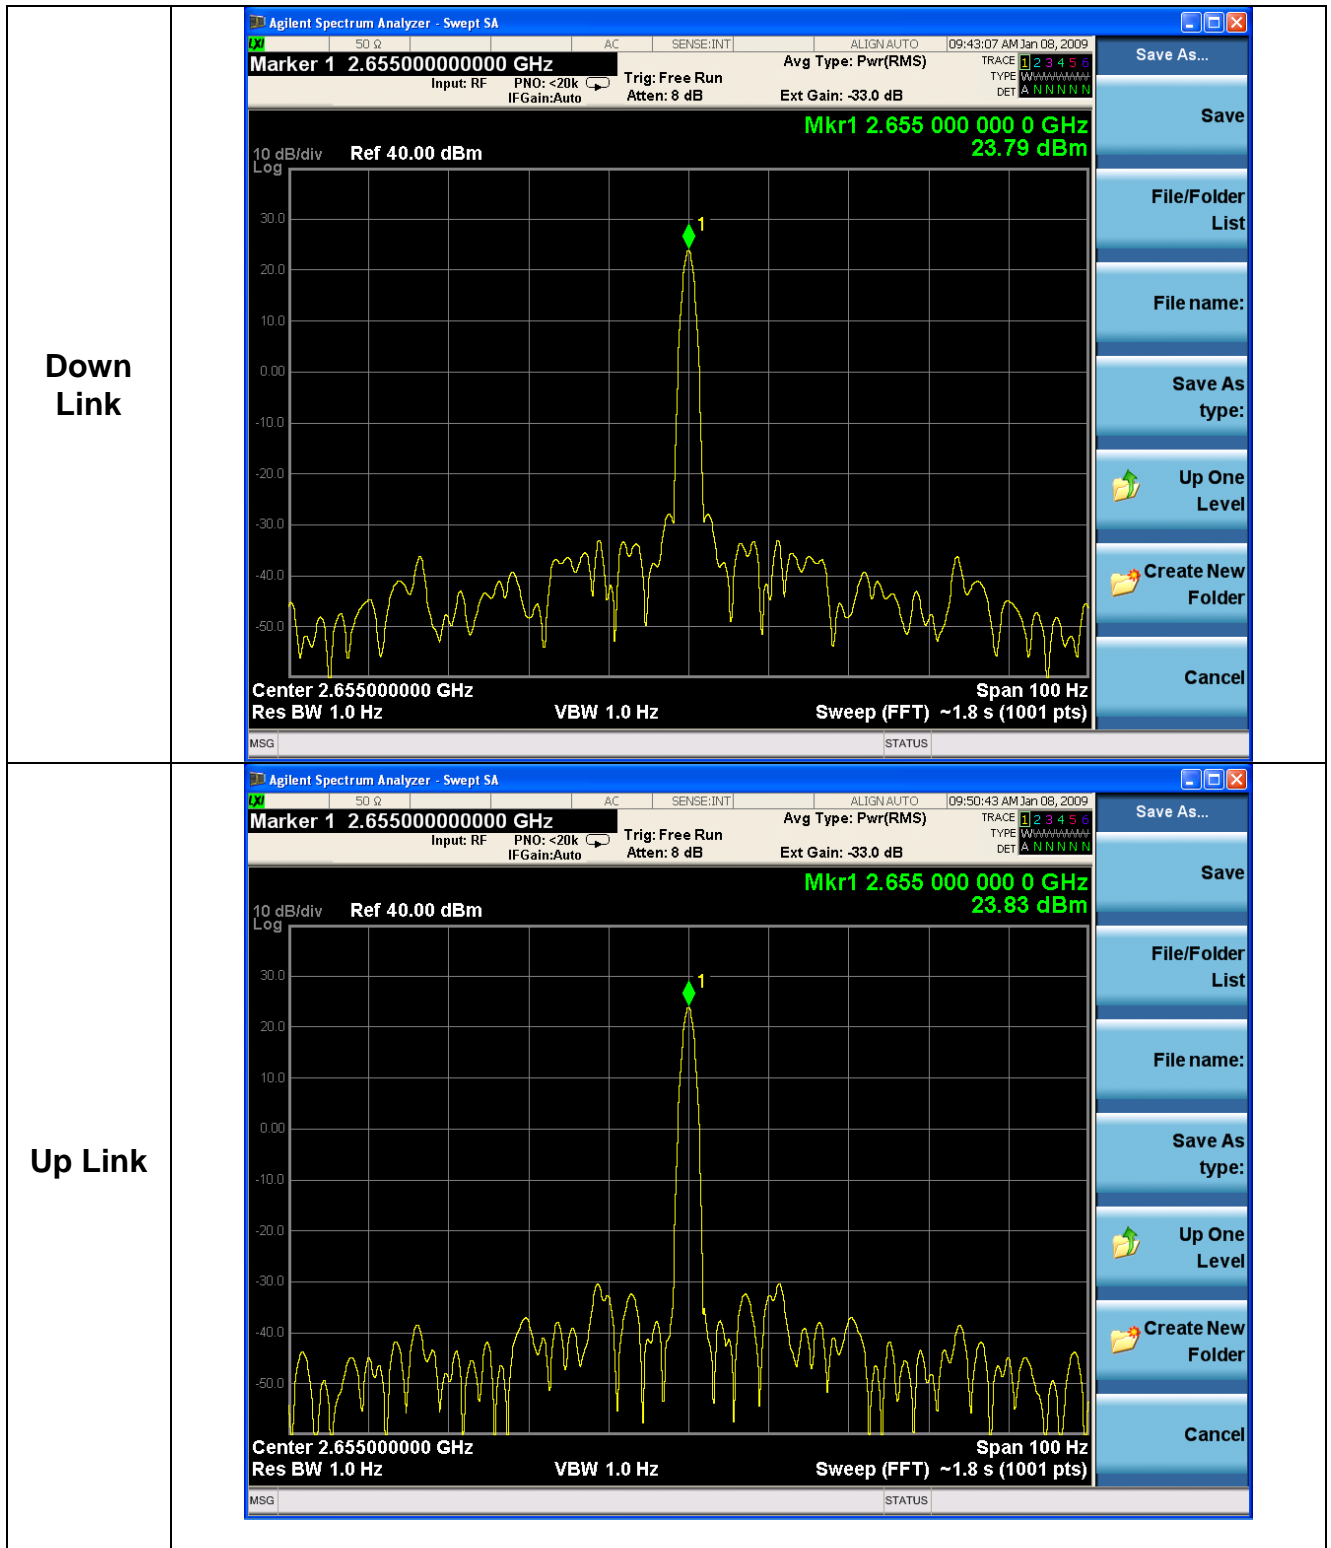 Down
Link
Agilent Spectrum Analyzer - Swept SA
LXI 50 Ω AC SENSE:INT ALIGN AUTO 09:43:07 AM Jan 08, 2009
Marker 1 2.655000000000 GHz
Avg Type: Pwr(RMS)
TRACE 1 2 3 4 5 6
TYPE
Input: RF PNO: <20k Trig: Free Run
IFGain:Auto Atten: 8 dB Ext Gain: -33.0 dB
DET A N N N N N
Mkr1 2.655 000 000 0 GHz
10 dB/div Ref 40.00 dBm 23.79 dBm
Log
1
30.0
20.0
10.0
0.00
-10.0
-20.0
-30.0
-40.0
-50.0
Center 2.655000000 GHz Span 100 Hz
Res BW 1.0 Hz VBW 1.0 Hz Sweep (FFT) ~1.8 s (1001 pts)
MSG STATUS
Save As...
Save
File/Folder
List
File name:
Save As
type:
Up One
Level
Create New
Folder
Cancel
Up Link
Agilent Spectrum Analyzer - Swept SA
LXI 50 Ω AC SENSE:INT ALIGN AUTO 09:50:43 AM Jan 08, 2009
Marker 1 2.655000000000 GHz
Avg Type: Pwr(RMS)
TRACE 1 2 3 4 5 6
TYPE
Input: RF PNO: <20k Trig: Free Run
IFGain:Auto Atten: 8 dB Ext Gain: -33.0 dB
DET A N N N N N
Mkr1 2.655 000 000 0 GHz
10 dB/div Ref 40.00 dBm 23.83 dBm
Log
1
30.0
20.0
10.0
0.00
-10.0
-20.0
-30.0
-40.0
-50.0
Center 2.655000000 GHz Span 100 Hz
Res BW 1.0 Hz VBW 1.0 Hz Sweep (FFT) ~1.8 s (1001 pts)
MSG STATUS
Save As...
Save
File/Folder
List
File name:
Save As
type:
Up One
Level
Create New
Folder
Cancel